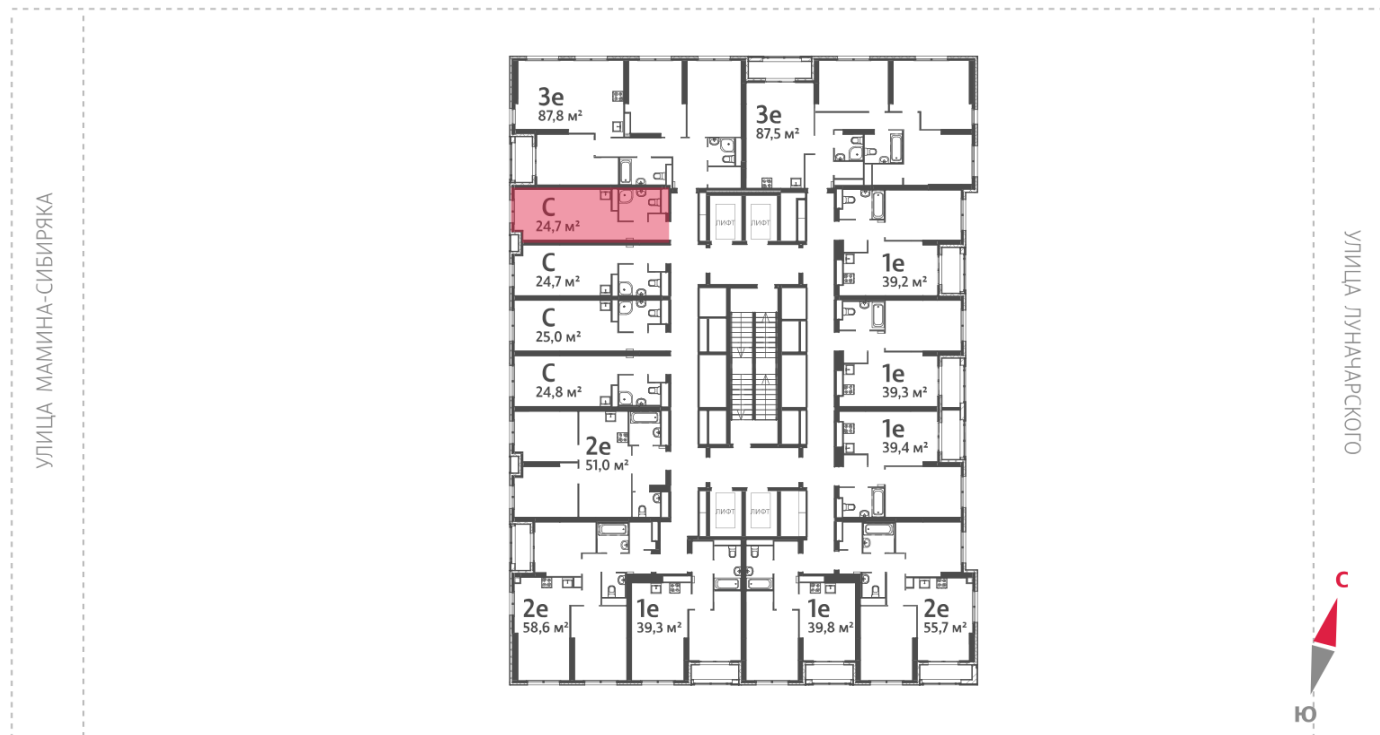 УЛИЦА МАМИНА-СИБИРЯКА
3е
87,8 м²
3е
87,5 м²
С
24,7 м²
ЛИФТ
ЛИФТ
С
24,7 м²
1е
39,2 м²
С
25,0 м²
С
24,8 м²
1е
39,3 м²
2е
51,0 м²
1е
39,4 м²
ЛИФТ
ЛИФТ
2е
58,6 м²
1е
39,3 м²
1е
39,8 м²
2е
55,7 м²
УЛИЦА ЛУНАЧАРСКОГО
С
Ю